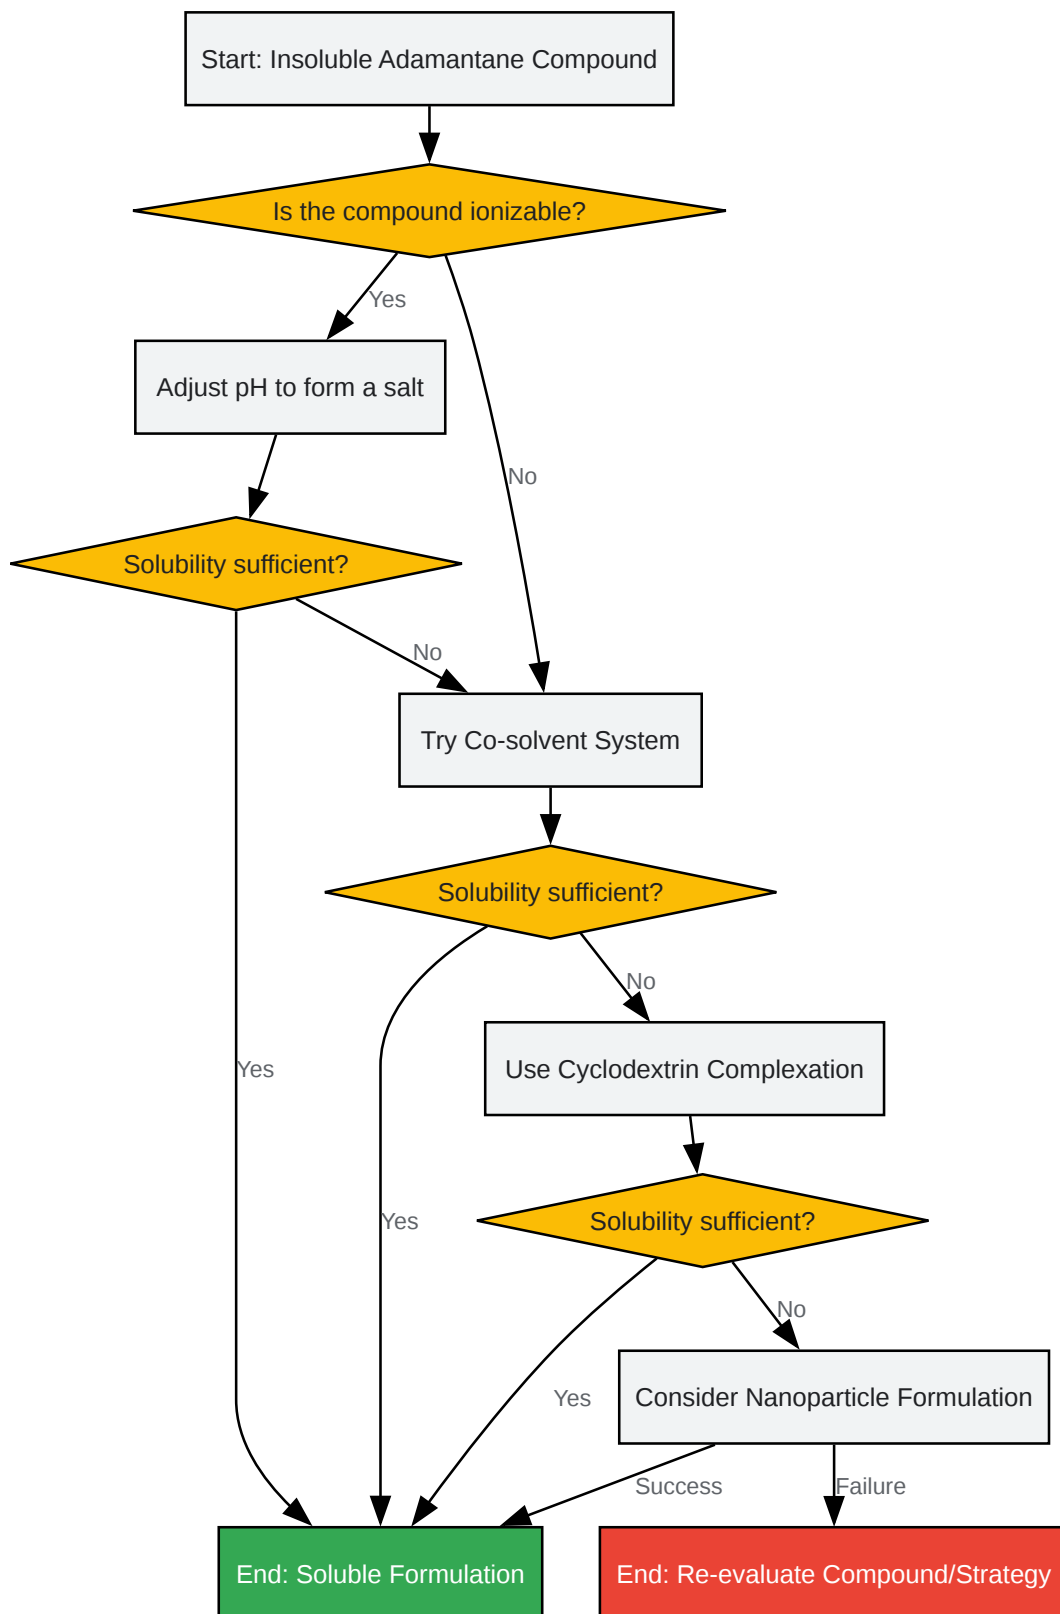 Start: Insoluble Adamantane Compound
Is the compound ionizable?
Yes
Adjust pH to form a salt
No
Solubility sufficient?
No
Try Co-solvent System
Solubility sufficient?
No
Use Cyclodextrin Complexation
Yes
Yes
Solubility sufficient?
No
Consider Nanoparticle Formulation
Yes
Success
Failure
End: Soluble Formulation
End: Re-evaluate Compound/Strategy